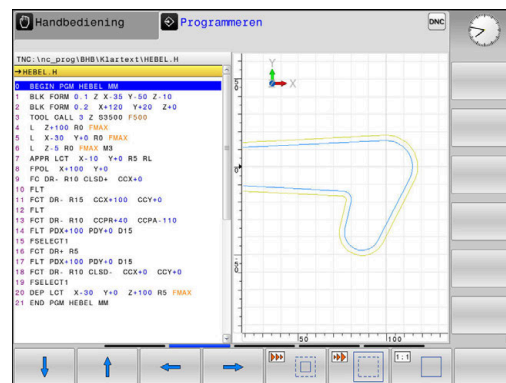 Handbediening
Programmeren
DNC
TNC:\nc_prog\BHB\Klartext\HEBEL.H
→HEBEL.H
0 BEGIN PGM HEBEL MM
1 BLK FORM 0.1 Z X-35 Y-50 Z-10
2 BLK FORM 0.2 X+120 Y+20 Z+0
3 TOOL CALL 3 Z S3500 F500
4 L Z+100 R0 FMAX
5 L X-30 Y+0 R0 FMAX
6 L Z-5 R0 FMAX M3
7 APPR LCT X-10 Y+0 R5 RL
8 FPOL X+100 Y+0
9 FC DR- R10 CLSD+ CCX+0
10 FLT
11 FCT DR- R15 CCX+100 CCY+0
12 FLT
13 FCT DR- R10 CCPR+40 CCPA-110
14 FLT PDX+100 PDY+0 D15
15 FSELECT1
16 FCT DR+ R5
17 FLT PDX+100 PDY+0 D15
18 FCT DR- R10 CLSD- CCX+0 CCY+0
19 FSELECT1
20 DEP LCT X-30 Y+0 Z+100 R5 FMAX
21 END PGM HEBEL MM
Y
X
50
0
50
100
1:1